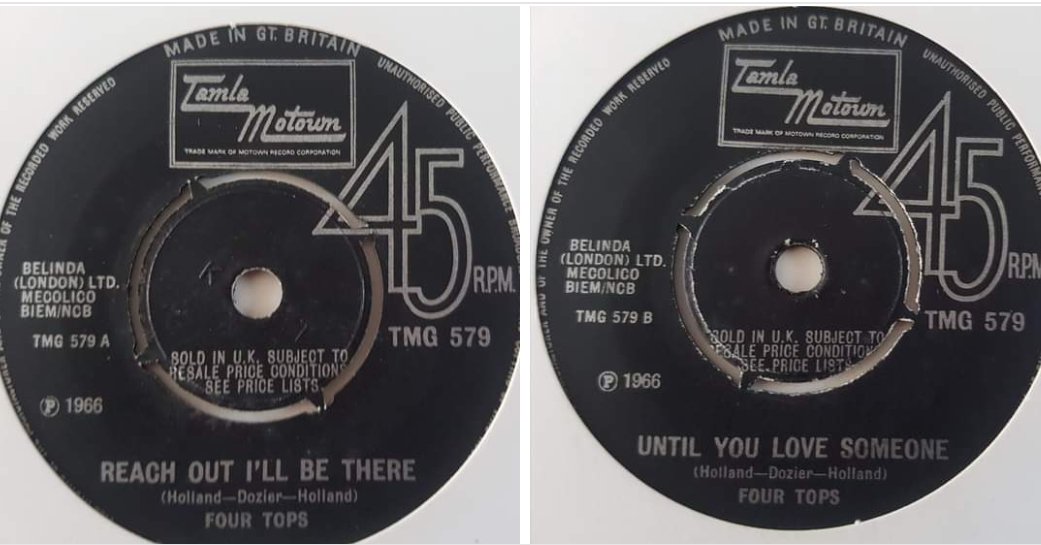 MADE IN GT. BRITAIN
UNAUTHORISED PUBLIC PERFORMANCE
OF THE RECORDED WORK RESERVED
Tamla
Motown
TRADE MARK OF MOTOWN RECORD CORPORATION
45
R.P.M.
BELINDA
(LONDON) LTD.
MECOLICO
BIEM/NCB
TMG 579 A
TMG 579
SOLD IN U.K. SUBJECT TO
RESALE PRICE CONDITIONS
SEE PRICE LISTS
Ⓟ 1966
REACH OUT I'LL BE THERE
(Holland—Dozier—Holland)
FOUR TOPS
MADE IN GT. BRITAIN
UNAUTHORISED PUBLIC
AND OF THE OWNER OF THE RECORDED WORK RESERVED
Tamla
Motown
TRADE MARK OF MOTOWN RECORD CORPORATION
45
R.P.M.
BELINDA
(LONDON) LTD.
MECOLICO
BIEM/NCB
TMG 579 B
TMG 579
SOLD IN U.K. SUBJECT TO
RESALE PRICE CONDITIONS
SEE PRICE LISTS
Ⓟ 1966
UNTIL YOU LOVE SOMEONE
(Holland—Dozier—Holland)
FOUR TOPS